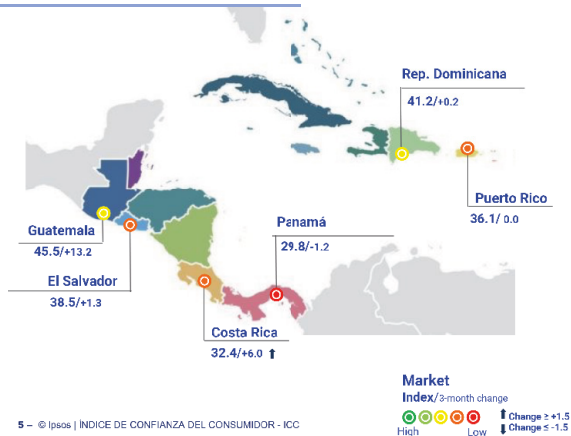 Rep. Dominicana
41.2/+0.2
Puerto Rico
36.1/ 0.0
Guatemala
45.5/+13.2
Panamá
29.8/-1.2
El Salvador
38.5/+1.3
Costa Rica
32.4/+6.0 ⬆
Market
Index/3-month change
High Low
⬆ Change ≥ +1.5
⬇ Change ≤ -1.5
5 – © Ipsos | ÍNDICE DE CONFIANZA DEL CONSUMIDOR - ICC